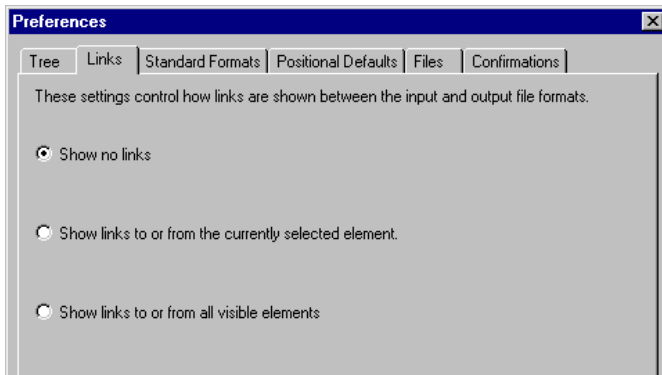 Preferences
Tree Links Standard Formats Positional Defaults Files Confirmations
These settings control how links are shown between the input and output file formats.
Show no links
Show links to or from the currently selected element.
Show links to or from all visible elements